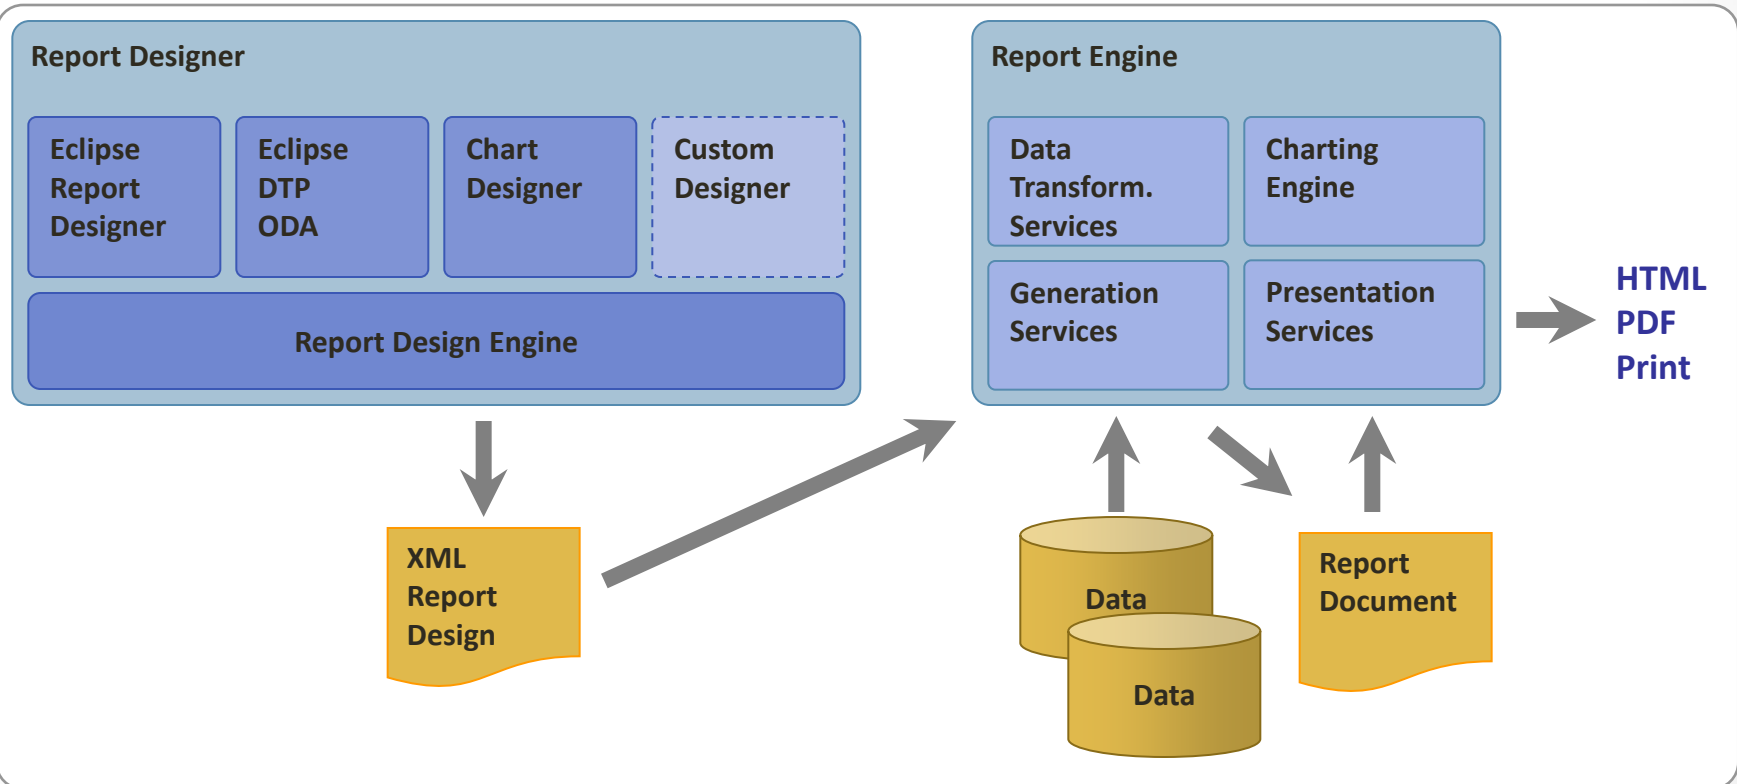 Report Designer
Eclipse
Report
Designer
Eclipse
DTP
ODA
Chart
Designer
Custom
Designer
Report Design Engine
XML
Report
Design
Report Engine
Data
Transform.
Services
Charting
Engine
Generation
Services
Presentation
Services
HTML
PDF
Print
Data
Data
Report
Document